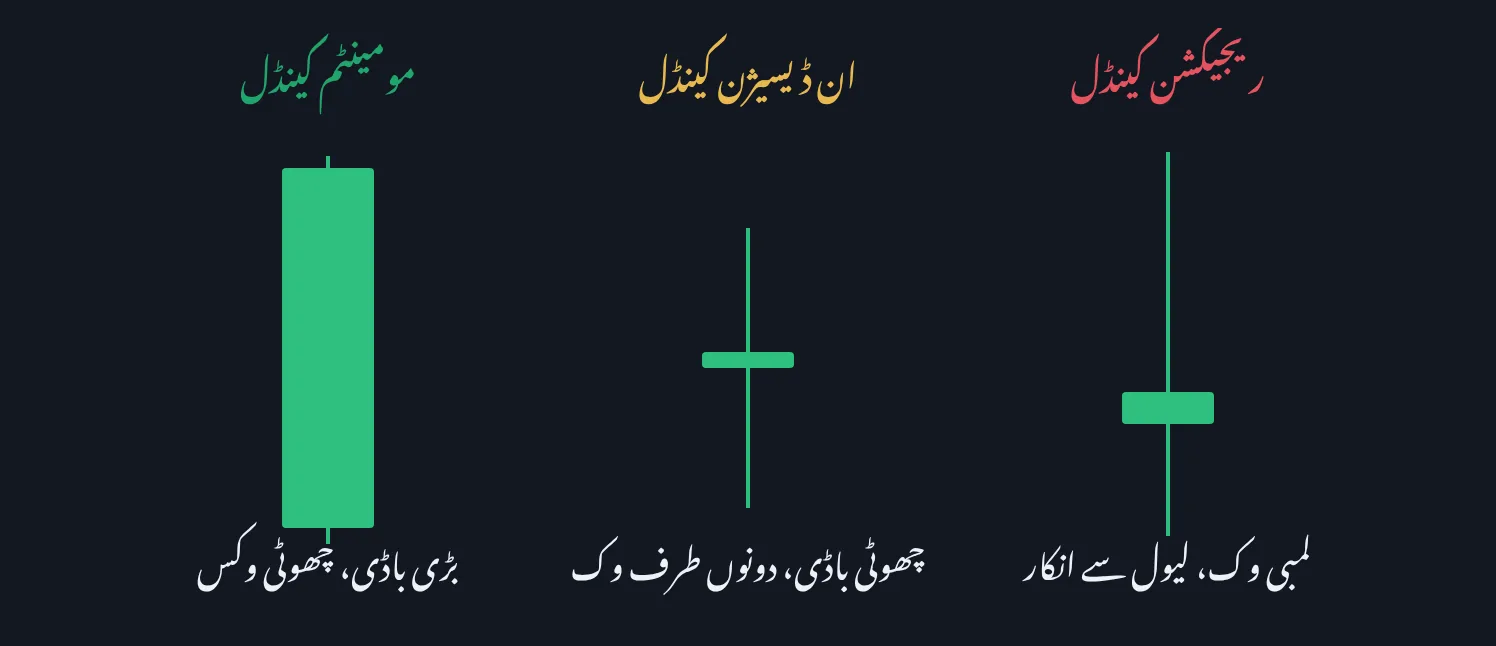 ریجیکشن کینڈل
ان ڈیسیژن کینڈل
مومینٹم کینڈل
لمبی وک، لیول سے انکار
چھوٹی باڈی، دونوں طرف وک
بڑی باڈی، چھوٹی وکس